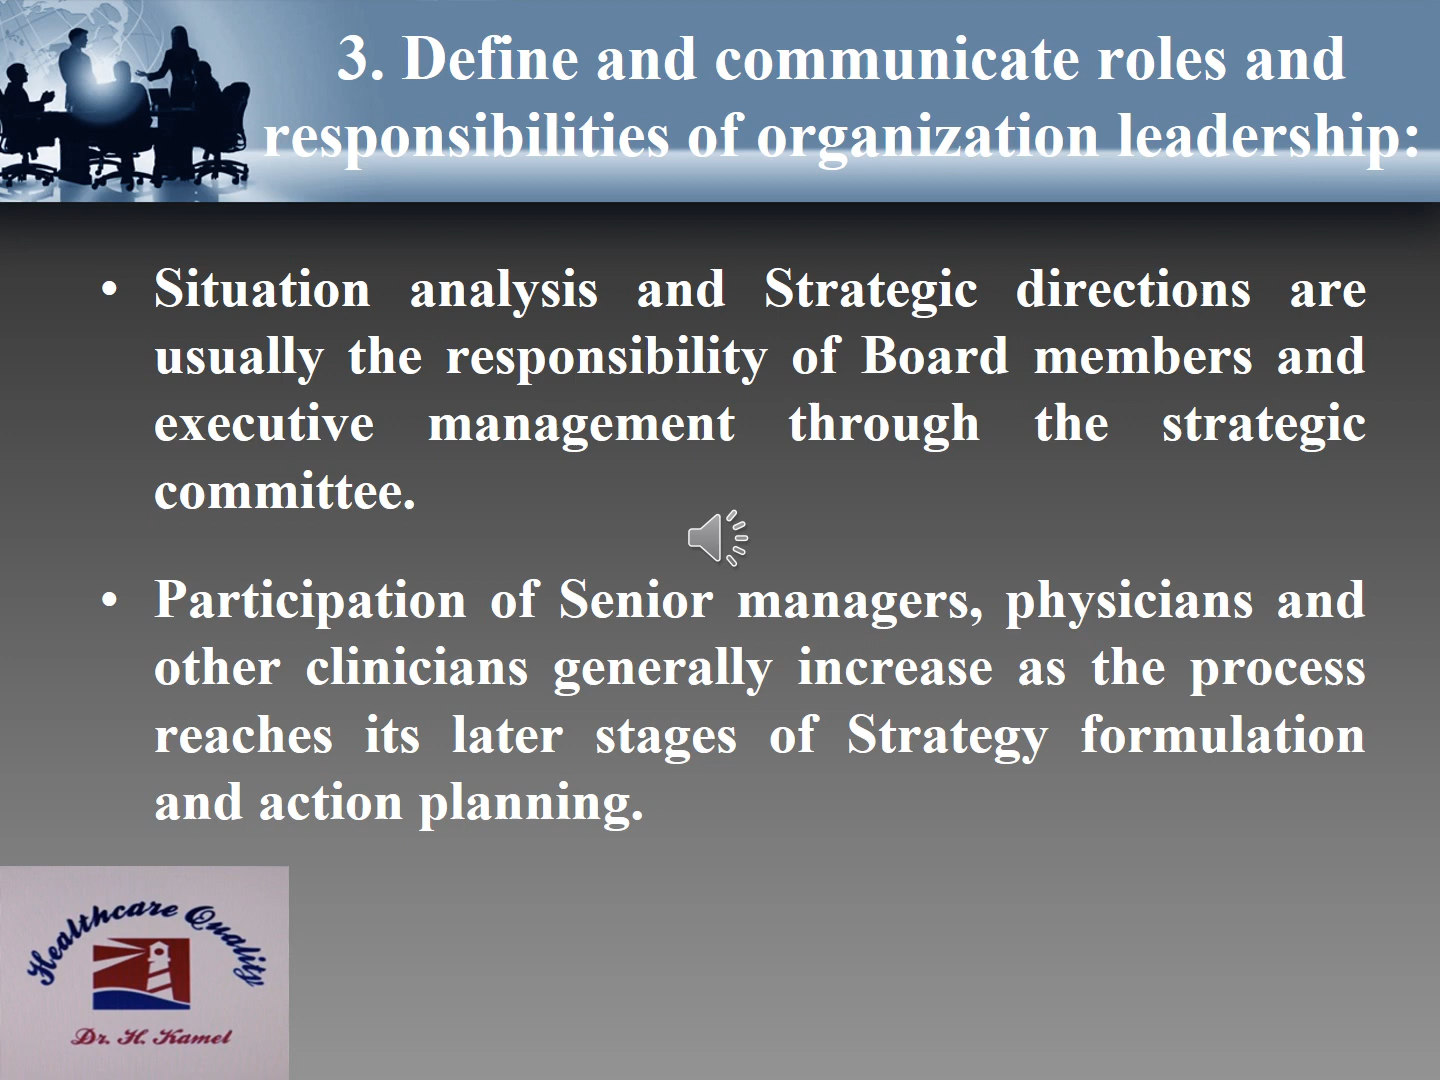 3. Define and communicate roles and
responsibilities of organization leadership:
• Situation analysis and Strategic directions are
usually the responsibility of Board members and
executive management through the strategic
committee.
• Participation of Senior managers, physicians and
other clinicians generally increase as the process
reaches its later stages of Strategy formulation
and action planning.
Healthcare Quality
Dr. H. Kamel